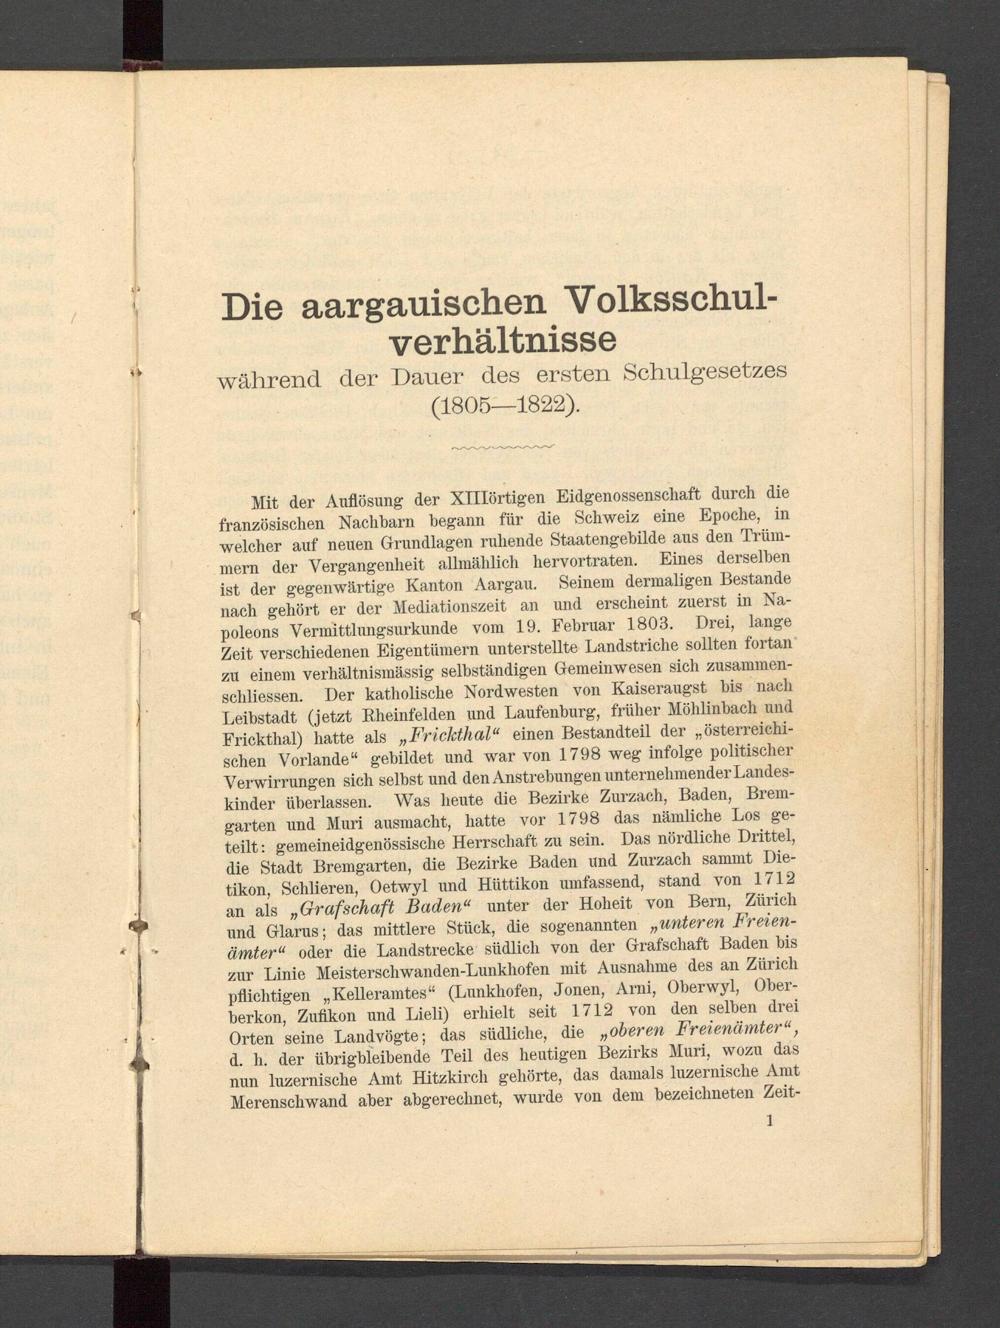 Die aargauischen Volksschul-
verhältnisse
während der Dauer des ersten Schulgesetzes
(1805—1822).
Mit der Auflösung der XIIIörtigen Eidgenossenschaft durch die
französischen Nachbarn begann für die Schweiz eine Epoche, in
welcher auf neuen Grundlagen ruhende Staatengebilde aus den Trüm-
mern der Vergangenheit allmählich hervortraten. Eines derselben
ist der gegenwärtige Kanton Aargau. Seinem dermaligen Bestande
nach gehört er der Mediationszeit an und erscheint zuerst in Na-
poleons Vermittlungsurkunde vom 19. Februar 1803. Drei, lange
Zeit verschiedenen Eigentümern unterstellte Landstriche sollten fortan
zu einem verhältnismässig selbständigen Gemeinwesen sich zusammen-
schliessen. Der katholische Nordwesten von Kaiseraugst bis nach
Leibstadt (jetzt Rheinfelden und Laufenburg, früher Möhlinbach und
Frickthal) hatte als „Frickthal“ einen Bestandteil der „österreichi-
schen Vorlande“ gebildet und war von 1798 weg infolge politischer
Verwirrungen sich selbst und den Anstrebungen unternehmender Landes-
kinder überlassen. Was heute die Bezirke Zurzach, Baden, Brem-
garten und Muri ausmacht, hatte vor 1798 das nämliche Los ge-
teilt: gemeineidgenössische Herrschaft zu sein. Das nördliche Drittel,
die Stadt Bremgarten, die Bezirke Baden und Zurzach sammt Die-
tikon, Schlieren, Oetwyl und Hüttikon umfassend, stand von 1712
an als „Grafschaft Baden“ unter der Hoheit von Bern, Zürich
und Glarus; das mittlere Stück, die sogenannten „unteren Freien-
ämter“ oder die Landstrecke südlich von der Grafschaft Baden bis
zur Linie Meisterschwanden-Lunkhofen mit Ausnahme des an Zürich
pflichtigen „Kelleramtes“ (Lunkhofen, Jonen, Arni, Oberwyl, Ober-
berkon, Zufikon und Lieli) erhielt seit 1712 von den selben drei
Orten seine Landvögte; das südliche, die „oberen Freienämter“,
d. h. der übrigbleibende Teil des heutigen Bezirks Muri, wozu das
nun luzernische Amt Hitzkirch gehörte, das damals luzernische Amt
Merenschwand aber abgerechnet, wurde von dem bezeichneten Zeit-
1